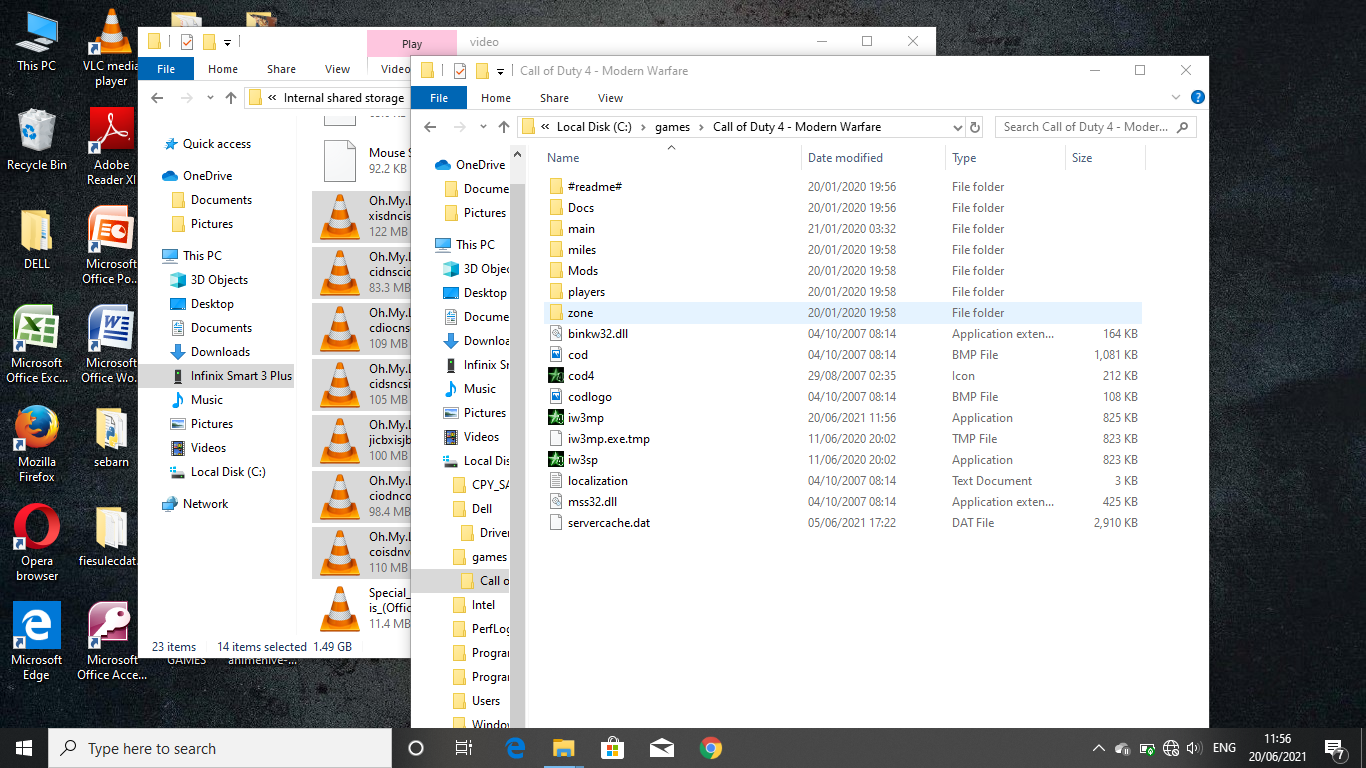 This PC
VLC media
player
Recycle Bin
Adobe
Reader XI
DELL
Microsoft
Office Po...
Microsoft
Office Exc...
Microsoft
Office Wo...
Mozilla
Firefox
sebarn
Opera
browser
fiesulecdat.
Microsoft
Edge
Microsoft
Office Acce...
GAMES
animehive-...
Play
video
File
Home
Share
View
Video
« Internal shared storage
Quick access
OneDrive
Documents
Pictures
This PC
3D Objects
Desktop
Documents
Downloads
Infinix Smart 3 Plus
Music
Pictures
Videos
Local Disk (C:)
Network
Mouse S
92.2 KB
Oh.My.
xisdncis
122 MB
Oh.My.
cidnscid
83.3 MB
Oh.My.
cdiocns
109 MB
Oh.My.
cidsncsi
105 MB
Oh.My.
jicbxisjb
100 MB
Oh.My.
ciodnco
98.4 MB
Oh.My.
coisdnv
110 MB
Special_
is_(Offic
11.4 MB
23 items
14 items selected 1.49 GB
Call of Duty 4 - Modern Warfare
File
Home
Share
View
« Local Disk (C:) › games › Call of Duty 4 - Modern Warfare
Search Call of Duty 4 - Moder...
OneDrive
Docume
Pictures
This PC
3D Objec
Desktop
Docume
Downloa
Infinix Sr
Music
Pictures
Videos
Local Dis
CPY_SA
Dell
Driver
games
Call o
Intel
PerfLog
Program
Program
Users
Window
Name Date modified Type Size
#readme# 20/01/2020 19:56 File folder
Docs 20/01/2020 19:56 File folder
main 21/01/2020 03:32 File folder
miles 20/01/2020 19:58 File folder
Mods 20/01/2020 19:58 File folder
players 20/01/2020 19:58 File folder
zone 20/01/2020 19:58 File folder
binkw32.dll 04/10/2007 08:14 Application exten... 164 KB
cod 04/10/2007 08:14 BMP File 1,081 KB
cod4 29/08/2007 02:35 Icon 212 KB
codlogo 04/10/2007 08:14 BMP File 108 KB
iw3mp 20/06/2021 11:56 Application 825 KB
iw3mp.exe.tmp 11/06/2020 20:02 TMP File 823 KB
iw3sp 11/06/2020 20:02 Application 823 KB
localization 04/10/2007 08:14 Text Document 3 KB
mss32.dll 04/10/2007 08:14 Application exten... 425 KB
servercache.dat 05/06/2021 17:22 DAT File 2,910 KB
Type here to search
ENG
11:56
20/06/2021
7